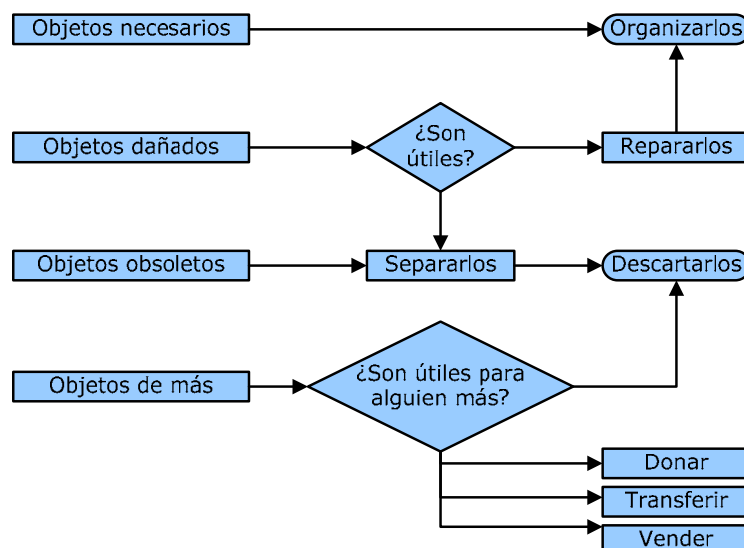 Objetos necesarios
Organizarlos
Objetos dañados
¿Son
útiles?
Repararlos
Objetos obsoletos
Separarlos
Descartarlos
Objetos de más
¿Son útiles para
alguien más?
Donar
Transferir
Vender